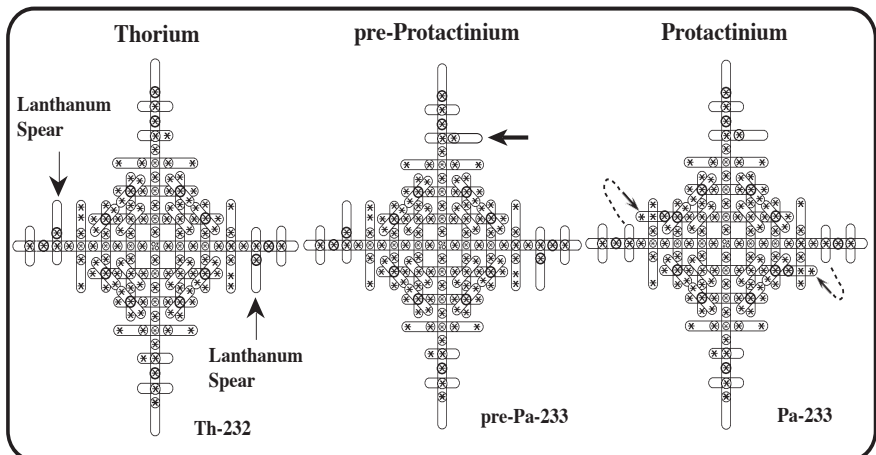 Thorium
pre-Protactinium
Protactinium
Lanthanum
Spear
Lanthanum
Spear
Th-232
pre-Pa-233
Pa-233